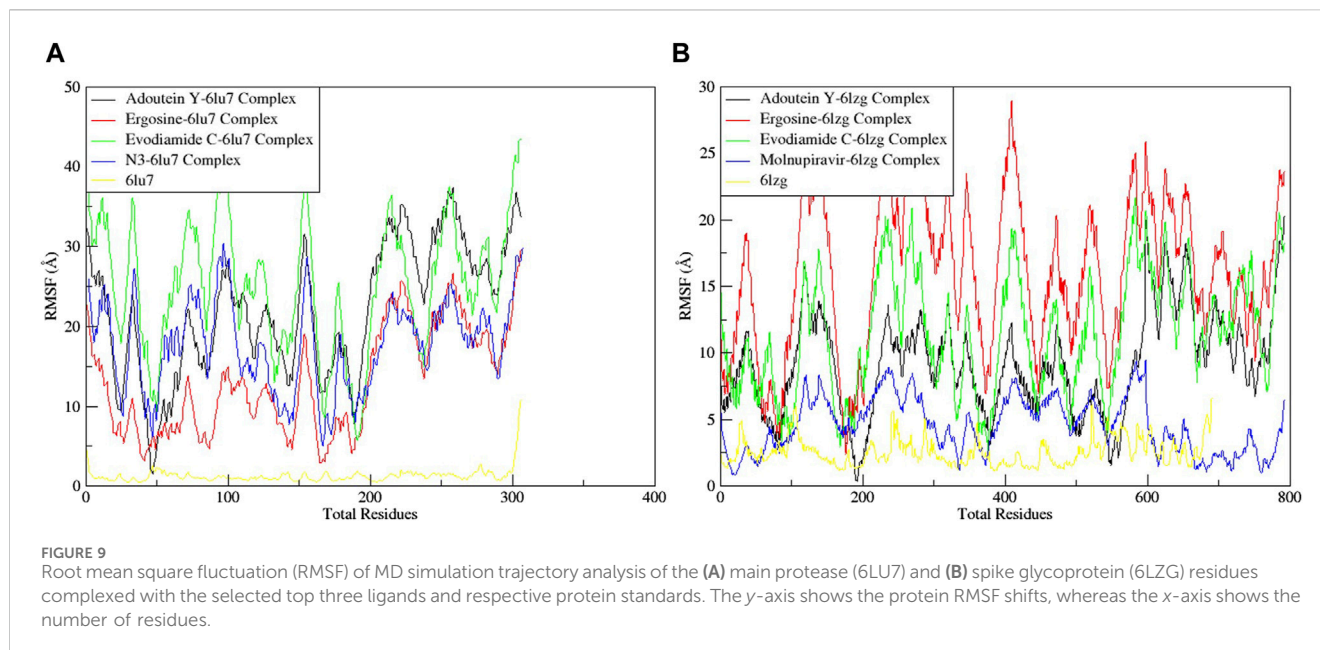 A
B
50
40
30
20
10
0
RMSF (Å)
Adoutein Y-6lu7 Complex
Ergosine-6lu7 Complex
Evodiamide C-6lu7 Complex
N3-6lu7 Complex
6lu7
0
100
200
300
400
Total Residues
30
25
20
15
10
5
0
RMSF (Å)
Adoutein Y-6lzg Complex
Ergosine-6lzg Complex
Evodiamide C-6lzg Complex
Molnupiravir-6lzg Complex
6lzg
0
200
400
600
800
Total Residues
FIGURE 9
Root mean square fluctuation (RMSF) of MD simulation trajectory analysis of the (A) main protease (6LU7) and (B) spike glycoprotein (6LZG) residues
complexed with the selected top three ligands and respective protein standards. The y-axis shows the protein RMSF shifts, whereas the x-axis shows the
number of residues.